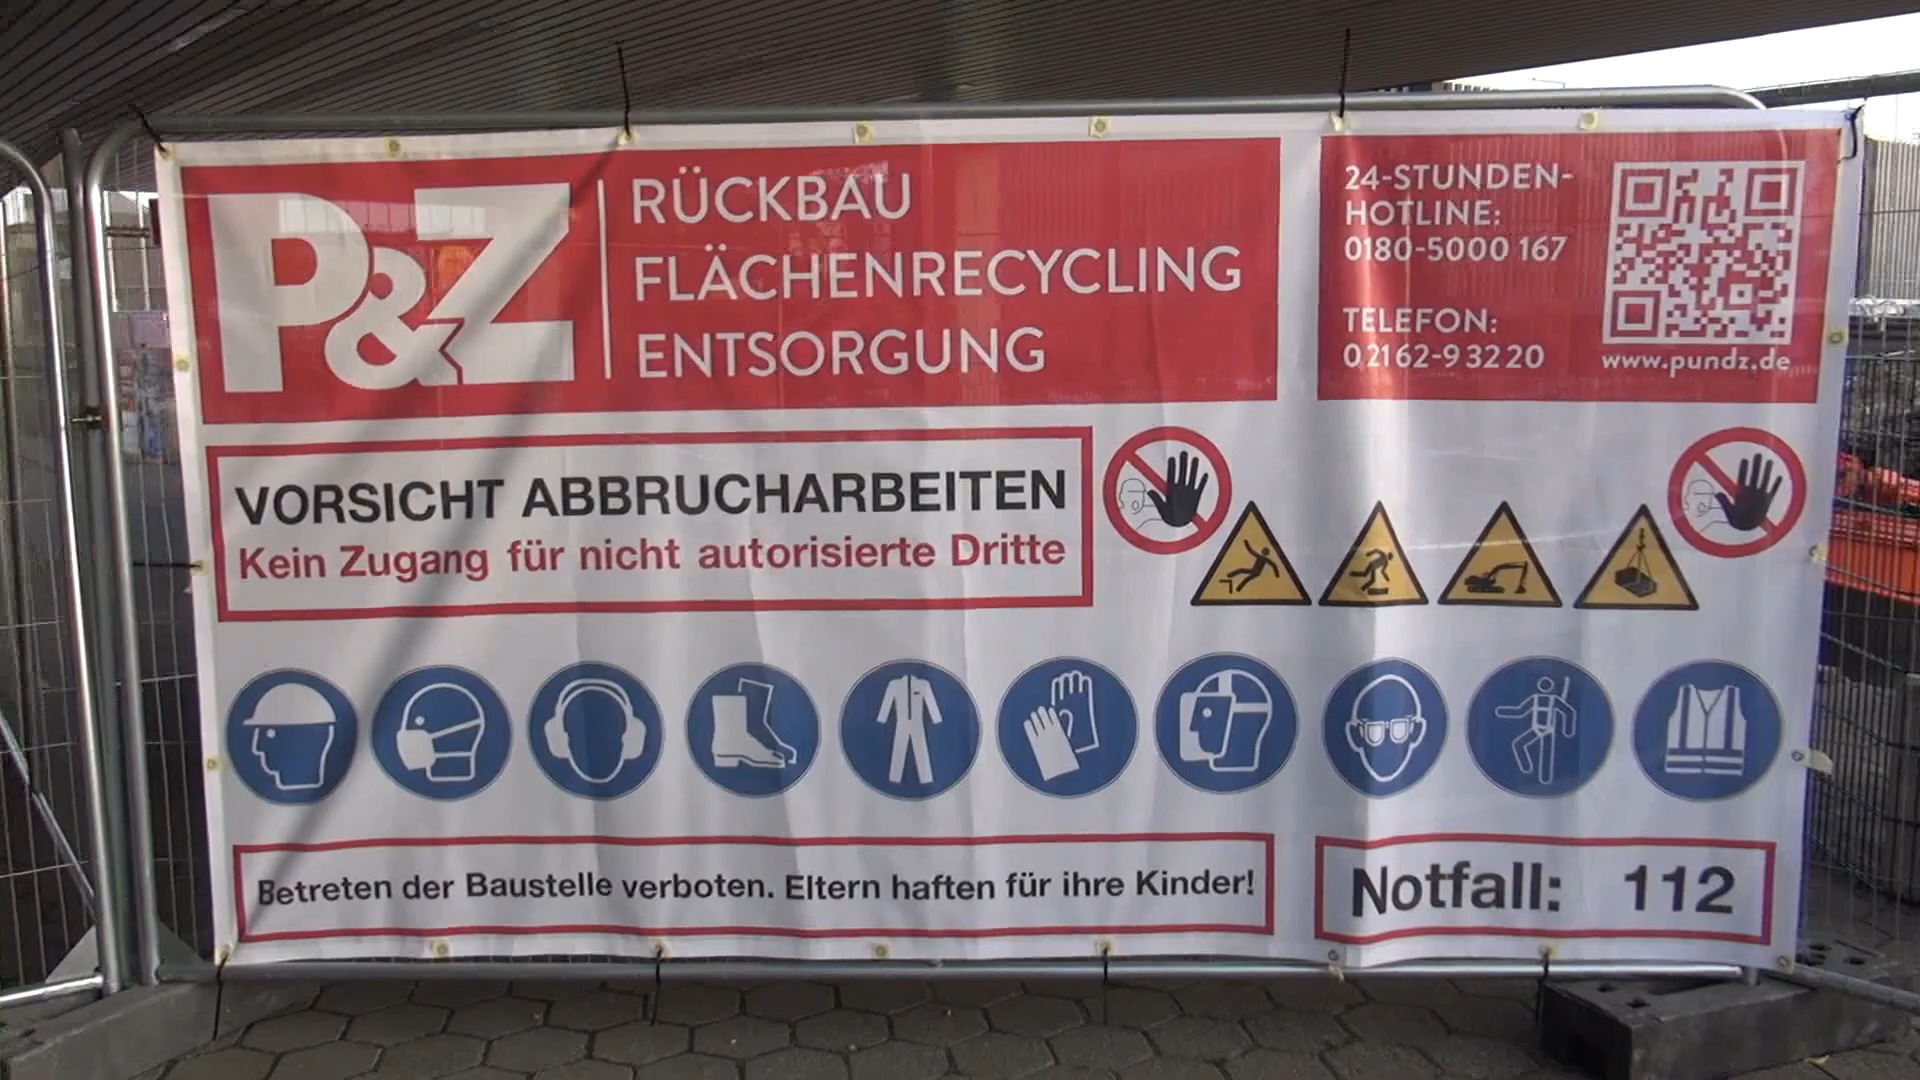 P&Z
RÜCKBAU
FLÄCHENRECYCLING
ENTSORGUNG
24-STUNDEN-
HOTLINE:
0180-5000 167
TELEFON:
02162-93220
www.pundz.de
VORSICHT ABBRUCHARBEITEN
Kein Zugang für nicht autorisierte Dritte
Betreten der Baustelle verboten. Eltern haften für ihre Kinder!
Notfall: 112